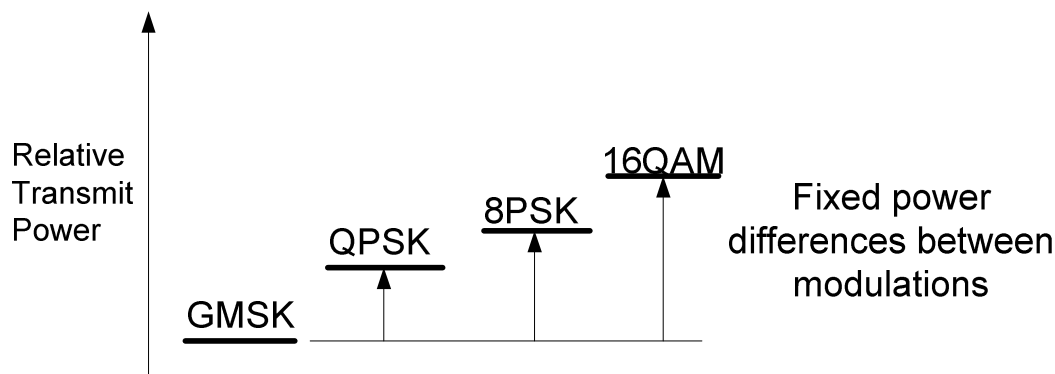 Relative
Transmit
Power
GMSK
QPSK
8PSK
16QAM
Fixed power
differences between
modulations